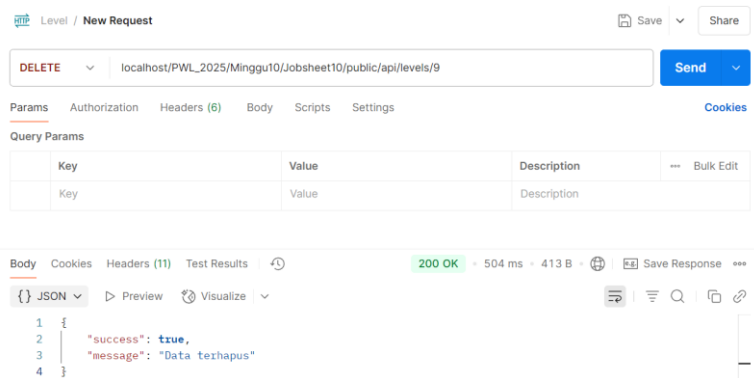 HTTP Level / New Request Save Share
DELETE localhost/PWL_2025/Minggu10/Jobsheet10/public/api/levels/9 Send
Params Authorization Headers (6) Body Scripts Settings Cookies
Query Params
Key Value Description Bulk Edit
Key Value Description
Body Cookies Headers (11) Test Results 200 OK 504 ms 413 B e.g. Save Response
{} JSON Preview Visualize
1 {
2 "success": true,
3 "message": "Data terhapus"
4 }